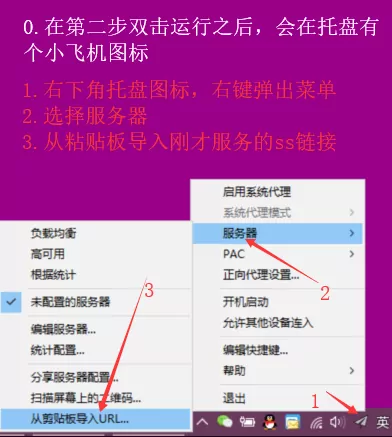 0.在第二步双击运行之后，会在托盘有
个小飞机图标
1.右下角托盘图标，右键弹出菜单
2.选择服务器
3.从粘贴板导入刚才服务的ss链接
启用系统代理
系统代理模式
服务器
PAC
正向代理设置...
开机启动
允许其他设备连入
编辑快捷键...
帮助
退出
负载均衡
高可用
根据统计
未配置的服务器
编辑服务器...
统计配置...
分享服务器配置...
扫描屏幕上的二维码...
从剪贴板导入URL...
3
2
1
英